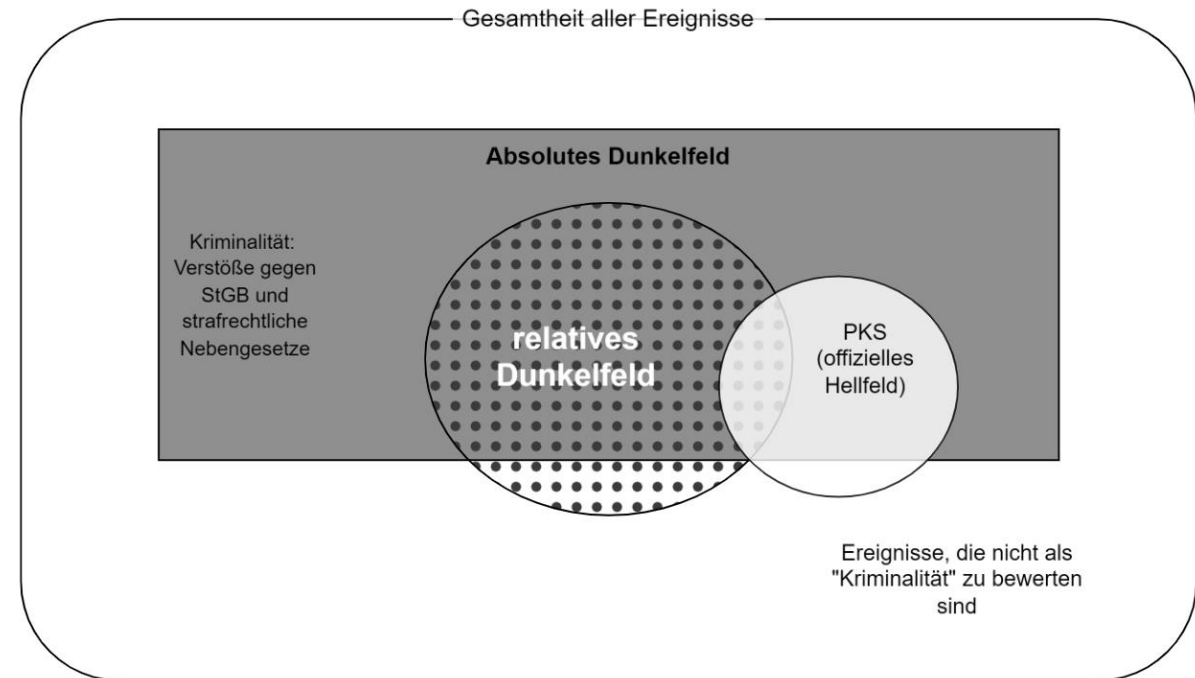 Gesamtheit aller Ereignisse
Absolutes Dunkelfeld
Kriminalität:
Verstöße gegen
StGB und
strafrechtliche
Nebengesetze
relatives
Dunkelfeld
PKS
(offizielles
Hellfeld)
Ereignisse, die nicht als
"Kriminalität" zu bewerten
sind